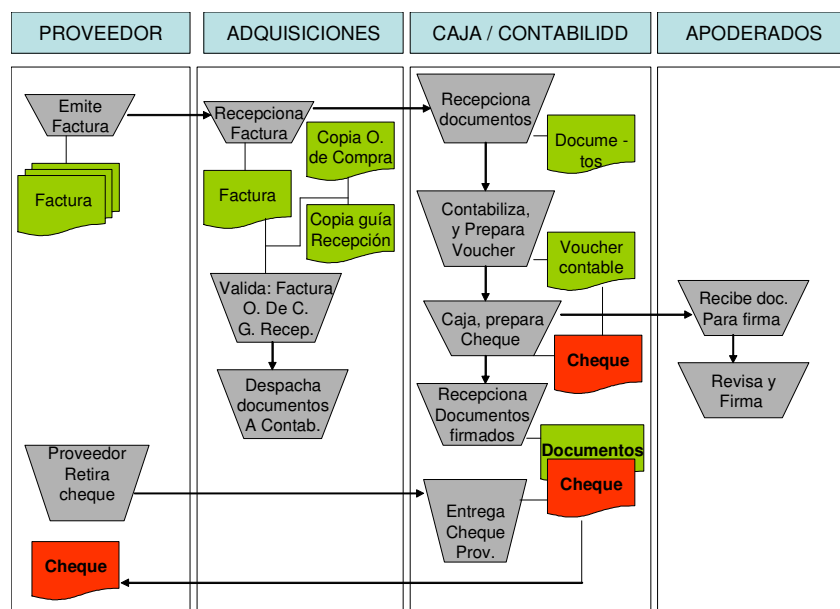 PROVEEDOR
ADQUISICIONES
CAJA / CONTABILIDD
APODERADOS
Emite
Factura
Factura
Proveedor
Retira
cheque
Cheque
Recepciona
Factura
Copia O.
de Compra
Factura
Copia guía
Recepción
Valida: Factura
O. De C.
G. Recep.
Despacha
documentos
A Contab.
Recepciona
documentos
Docume -
tos
Contabiliza,
y Prepara
Voucher
Voucher
contable
Caja, prepara
Cheque
Cheque
Recepciona
Documentos
firmados
Documentos
Cheque
Entrega
Cheque
Prov.
Recibe doc.
Para firma
Revisa y
Firma